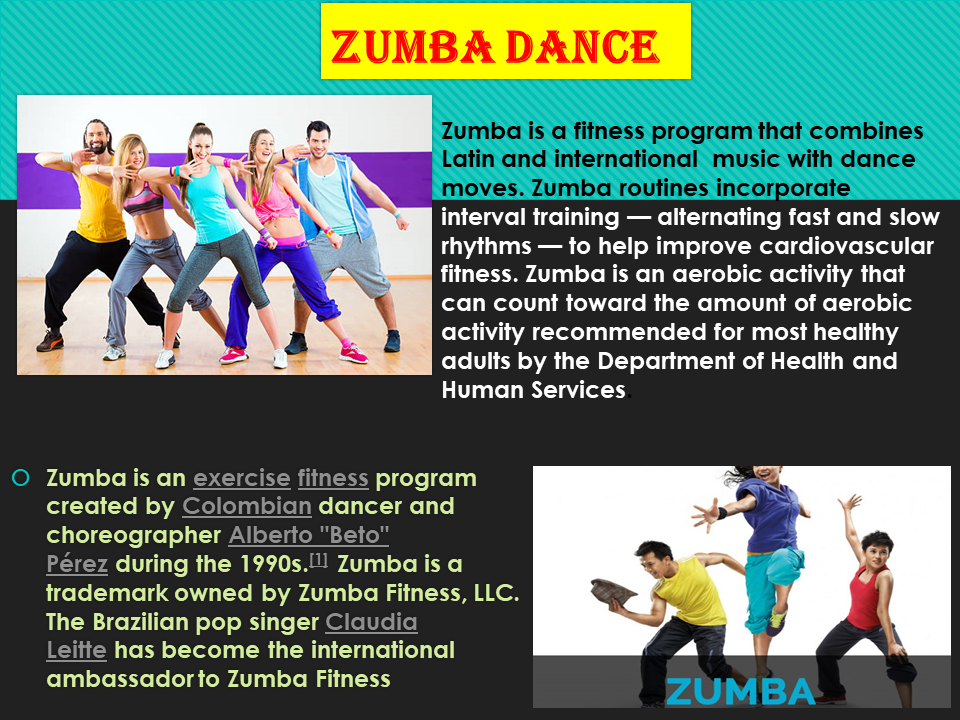 ZUMBA DANCE
Zumba is a fitness program that combines
Latin and international  music with dance
moves. Zumba routines incorporate
interval training — alternating fast and slow
rhythms — to help improve cardiovascular
fitness. Zumba is an aerobic activity that
can count toward the amount of aerobic
activity recommended for most healthy
adults by the Department of Health and
Human Services.
Zumba is an exercise fitness program
created by Colombian dancer and
choreographer Alberto "Beto"
Pérez during the 1990s.[1] Zumba is a
trademark owned by Zumba Fitness, LLC.
The Brazilian pop singer Claudia
Leitte has become the international
ambassador to Zumba Fitness
ZUMBA